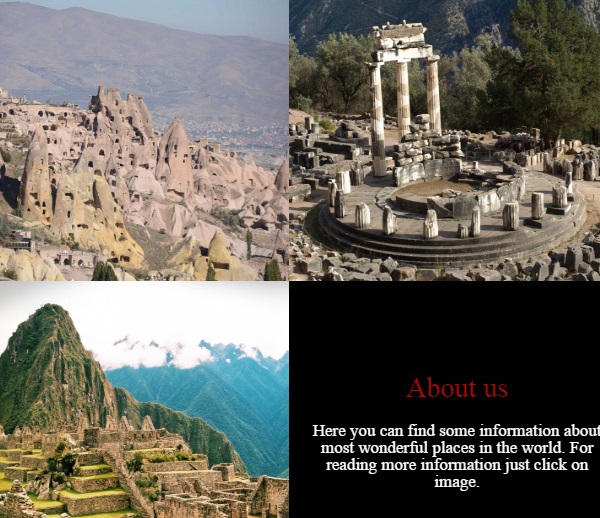 About us
Here you can find some information about
most wonderful places in the world. For
reading more information just click on
image.